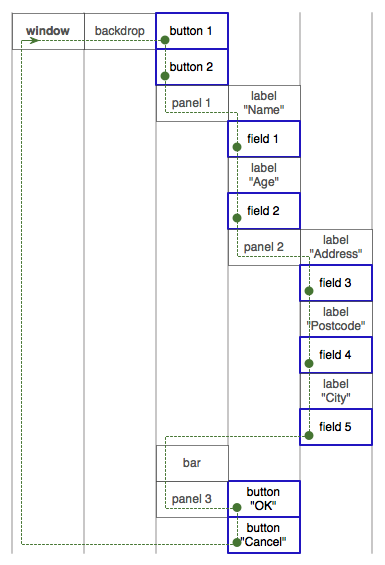 window backdrop button 1
button 2
panel 1 label
"Name"
field 1
label
"Age"
field 2
panel 2 label
"Address"
field 3
label
"Postcode"
field 4
label
"City"
field 5
bar
panel 3 button
"OK"
button
"Cancel"